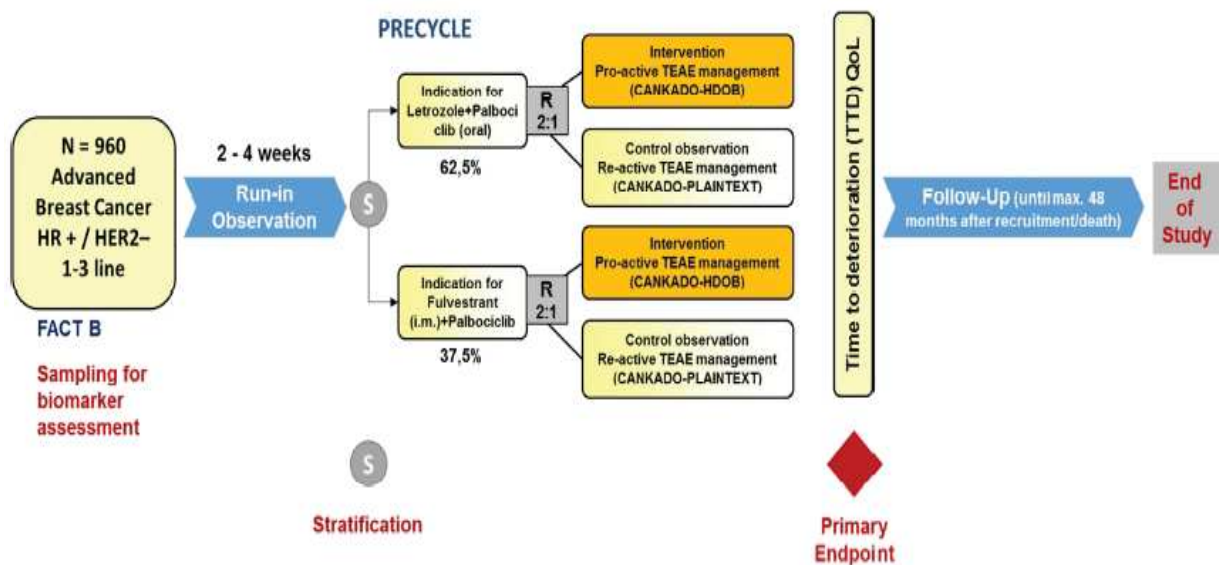 PRECYCLE
N = 960
Advanced
Breast Cancer
HR + / HER2–
1-3 line
FACT B
Sampling for
biomarker
assessment
2 - 4 weeks
Run-in
Observation
S
Indication for
Letrozole+Palboci
clib (oral)
62,5%
R
2:1
Intervention
Pro-active TEAE management
(CANKADO-HDOB)
Control observation
Re-active TEAE management
(CANKADO-PLAINTEXT)
Indication for
Fulvestrant
(i.m.)+Palbociclib
37,5%
R
2:1
Intervention
Pro-active TEAE management
(CANKADO-HDOB)
Control observation
Re-active TEAE management
(CANKADO-PLAINTEXT)
Time to deterioration (TTD) QoL
Follow-Up (until max. 48
months after recruitment/death)
End
of
Study
S
Stratification
Primary
Endpoint